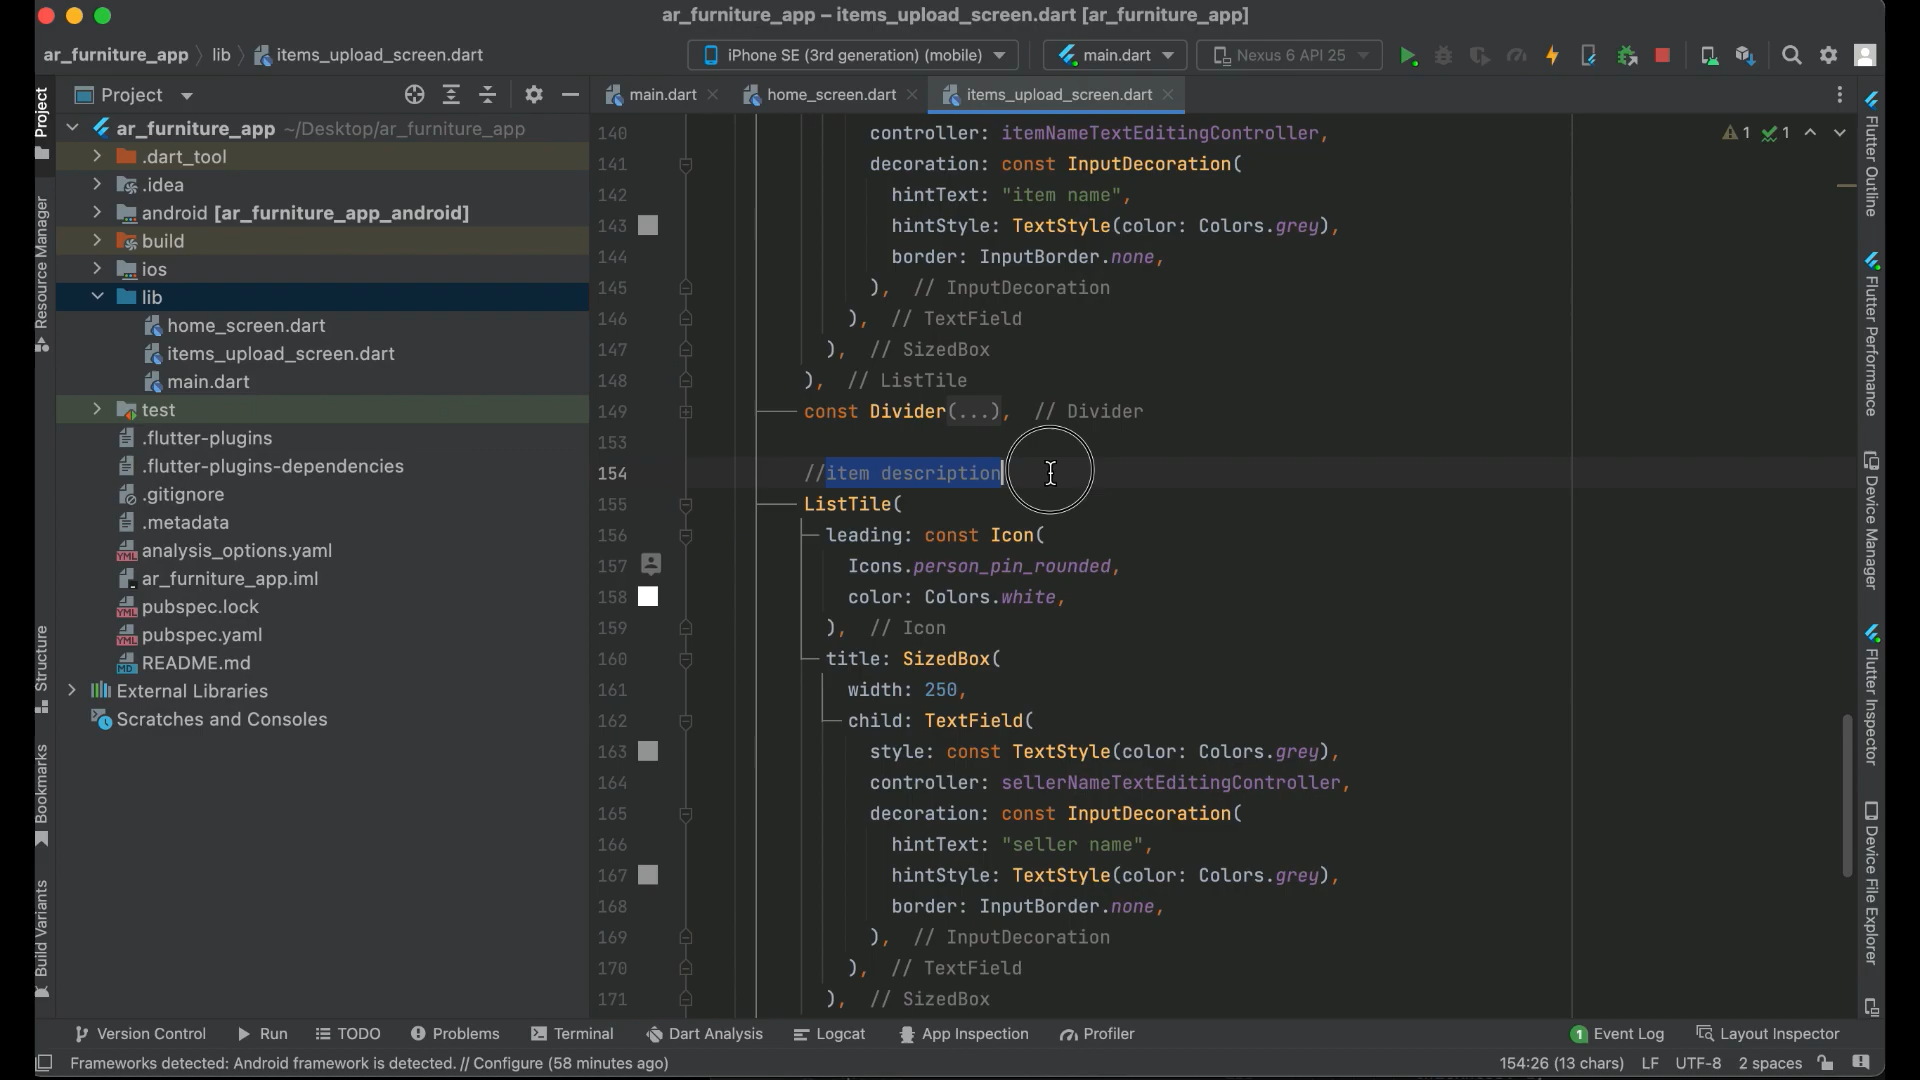 ar_furniture_app – items_upload_screen.dart [ar_furniture_app]
ar_furniture_app lib items_upload_screen.dart
iPhone SE (3rd generation) (mobile)
main.dart
Nexus 6 API 25
Project
main.dart
home_screen.dart
items_upload_screen.dart
ar_furniture_app ~/Desktop/ar_furniture_app
.dart_tool
.idea
android [ar_furniture_app_android]
build
ios
lib
home_screen.dart
items_upload_screen.dart
main.dart
test
.flutter-plugins
.flutter-plugins-dependencies
.gitignore
.metadata
analysis_options.yaml
ar_furniture_app.iml
pubspec.lock
pubspec.yaml
README.md
External Libraries
Scratches and Consoles
Project
Resource Manager
Structure
Bookmarks
Build Variants
140 controller: itemNameTextEditingController,
141 decoration: const InputDecoration(
142 hintText: "item name",
143 hintStyle: TextStyle(color: Colors.grey),
144 border: InputBorder.none,
145 ), // InputDecoration
146 ), // TextField
147 ), // SizedBox
148 ), // ListTile
149 const Divider(...), // Divider
153
154 //item description
155 ListTile(
156 leading: const Icon(
157 Icons.person_pin_rounded,
158 color: Colors.white,
159 ), // Icon
160 title: SizedBox(
161 width: 250,
162 child: TextField(
163 style: const TextStyle(color: Colors.grey),
164 controller: sellerNameTextEditingController,
165 decoration: const InputDecoration(
166 hintText: "seller name",
167 hintStyle: TextStyle(color: Colors.grey),
168 border: InputBorder.none,
169 ), // InputDecoration
170 ), // TextField
171 ), // SizedBox
1 1
Flutter Outline
Flutter Performance
Device Manager
Flutter Inspector
Device File Explorer
Version Control Run TODO Problems Terminal Dart Analysis Logcat App Inspection Profiler
1 Event Log Layout Inspector
Frameworks detected: Android framework is detected. // Configure (58 minutes ago)
154:26 (13 chars) LF UTF-8 2 spaces